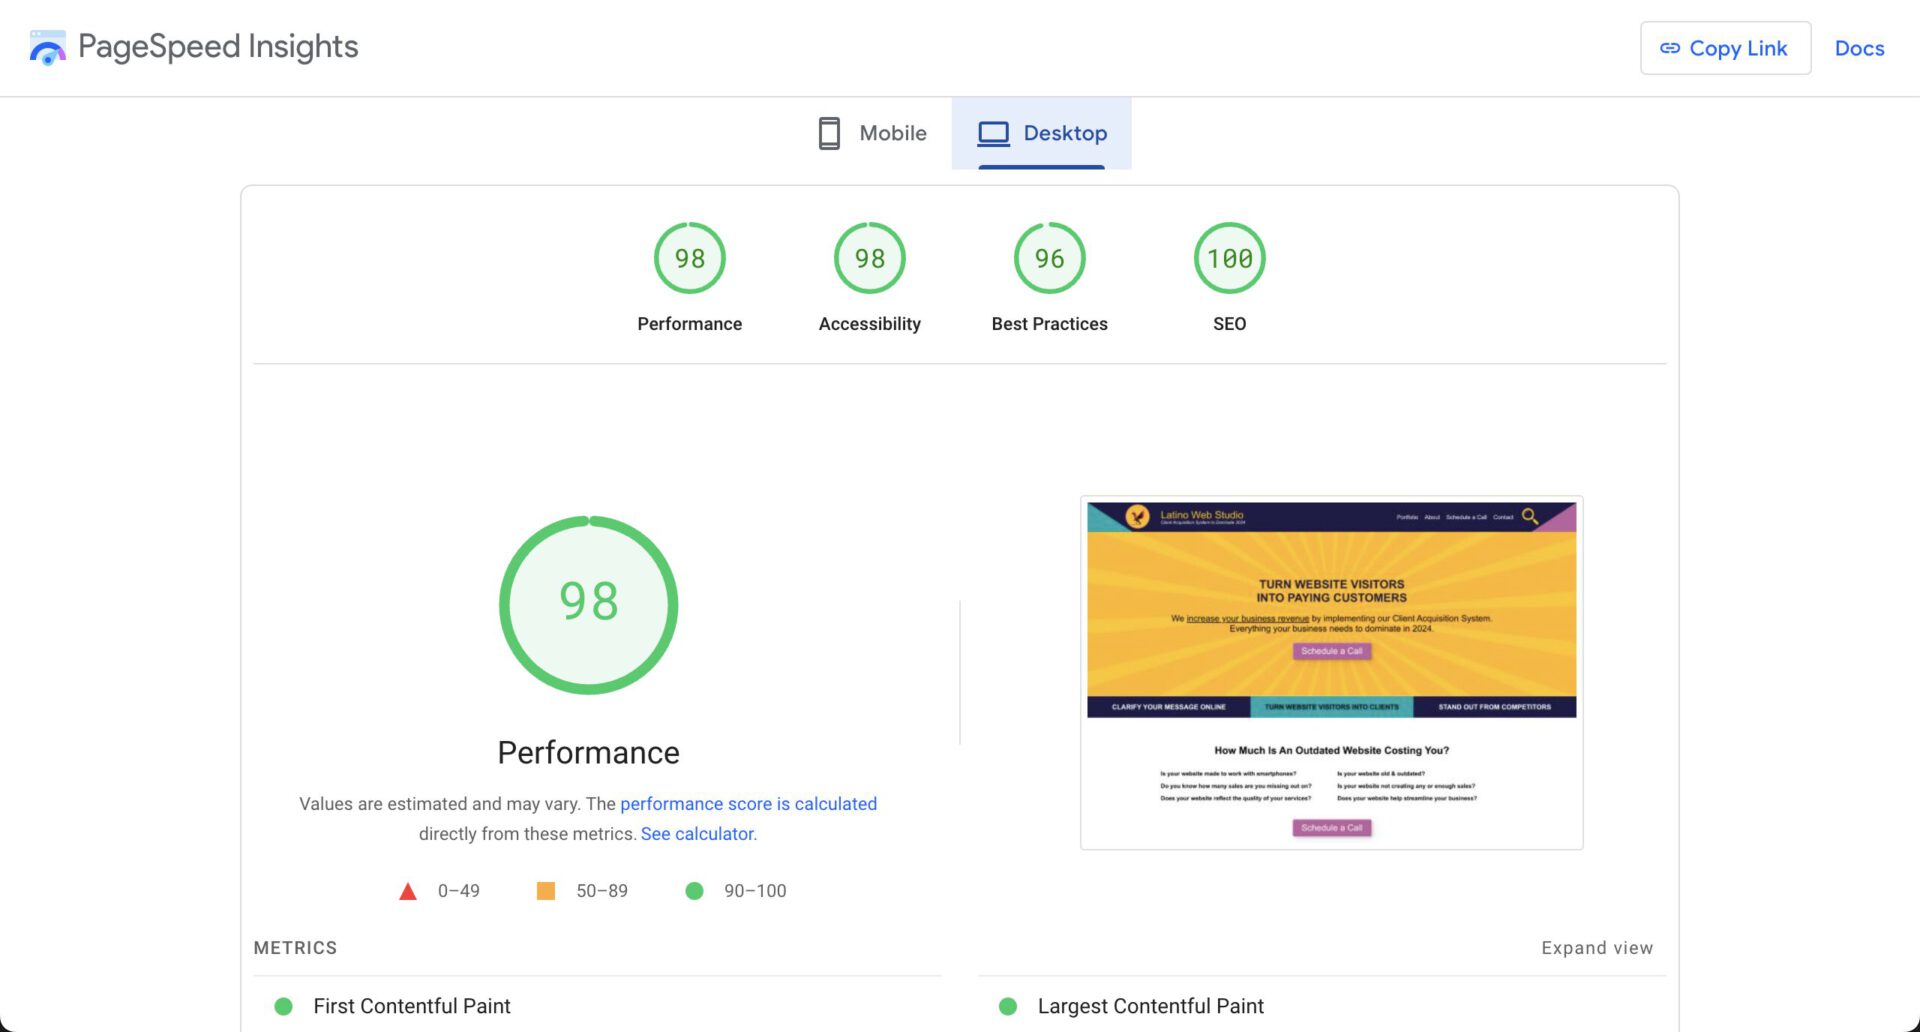 PageSpeed Insights
Copy Link
Docs
Mobile
Desktop
98
98
96
100
Performance
Accessibility
Best Practices
SEO
98
Performance
Values are estimated and may vary. The performance score is calculated
directly from these metrics. See calculator.
0–49
50–89
90–100
Latino Web Studio
Client Acquisition System to Dominate 2024
Portfolio
About
Schedule a Call
Contact
TURN WEBSITE VISITORS
INTO PAYING CUSTOMERS
We increase your business revenue by implementing our Client Acquisition System.
Everything your business needs to dominate in 2024.
Schedule a Call
CLARIFY YOUR MESSAGE ONLINE
TURN WEBSITE VISITORS INTO CLIENTS
STAND OUT FROM COMPETITORS
How Much Is An Outdated Website Costing You?
Is your website made to work with smartphones?
Is your website old & outdated?
Do you know how many sales are you missing out on?
Is your website not creating any or enough sales?
Does your website reflect the quality of your services?
Does your website help streamline your business?
Schedule a Call
METRICS
Expand view
First Contentful Paint
Largest Contentful Paint